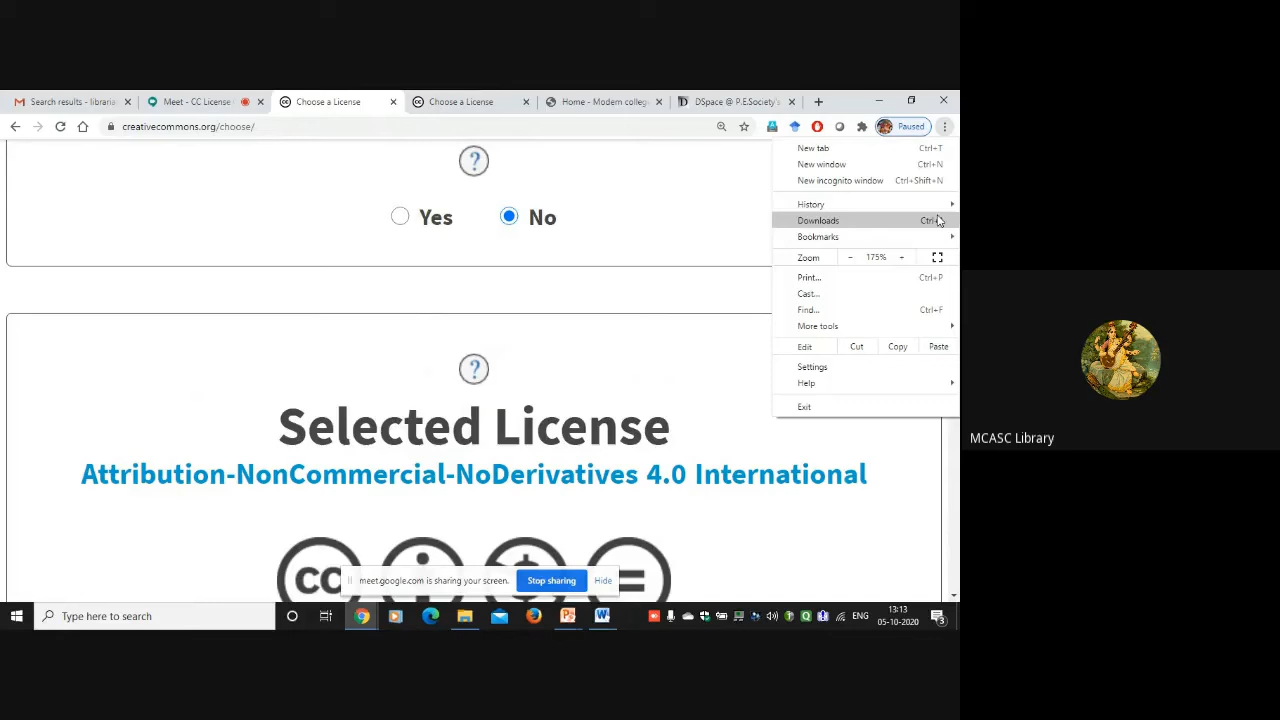 Search results - libraria
Meet - CC License
Choose a License
Choose a License
Home - Modern colleg
DSpace @ P.E.Society's
creativecommons.org/choose/
Paused
New tab Ctrl+T
New window Ctrl+N
New incognito window Ctrl+Shift+N
History
Downloads Ctrl+
Bookmarks
Zoom - 175% +
Print... Ctrl+P
Cast...
Find... Ctrl+F
More tools
Edit Cut Copy Paste
Settings
Help
Exit
?
Yes No
?
Selected License
Attribution-NonCommercial-NoDerivatives 4.0 International
cc i $ =
meet.google.com is sharing your screen. Stop sharing Hide
MCASC Library
Type here to search
ENG
13:13
05-10-2020
3